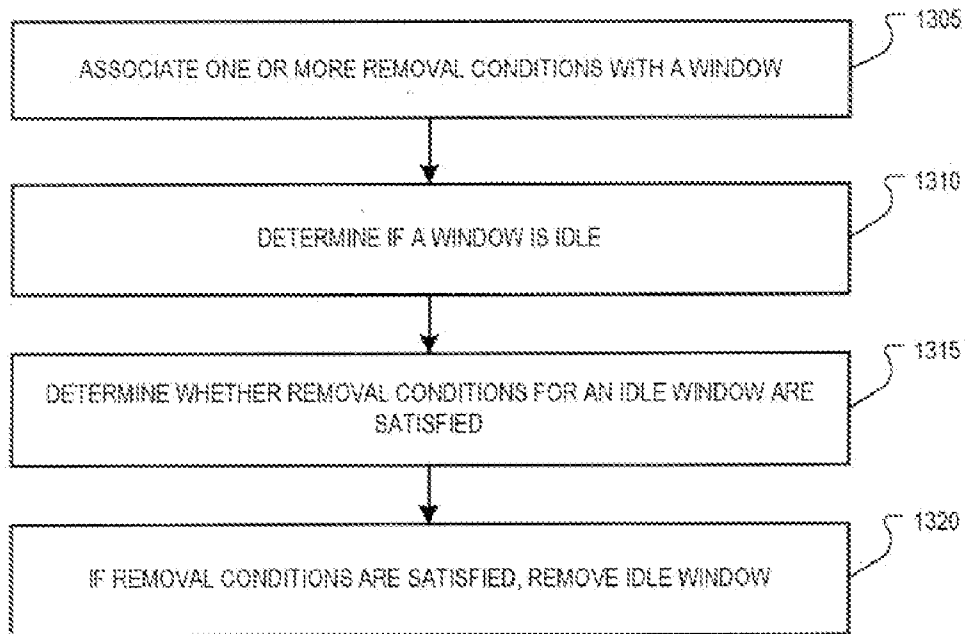 1305
ASSOCIATE ONE OR MORE REMOVAL CONDITIONS WITH A WINDOW
1310
DETERMINE IF A WINDOW IS IDLE
1315
DETERMINE WHETHER REMOVAL CONDITIONS FOR AN IDLE WINDOW ARE
SATISFIED
1320
IF REMOVAL CONDITIONS ARE SATISFIED, REMOVE IDLE WINDOW